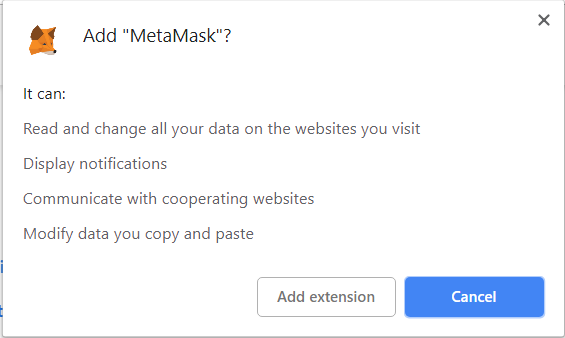 Add "MetaMask"?
It can:
Read and change all your data on the websites you visit
Display notifications
Communicate with cooperating websites
Modify data you copy and paste
Add extension
Cancel